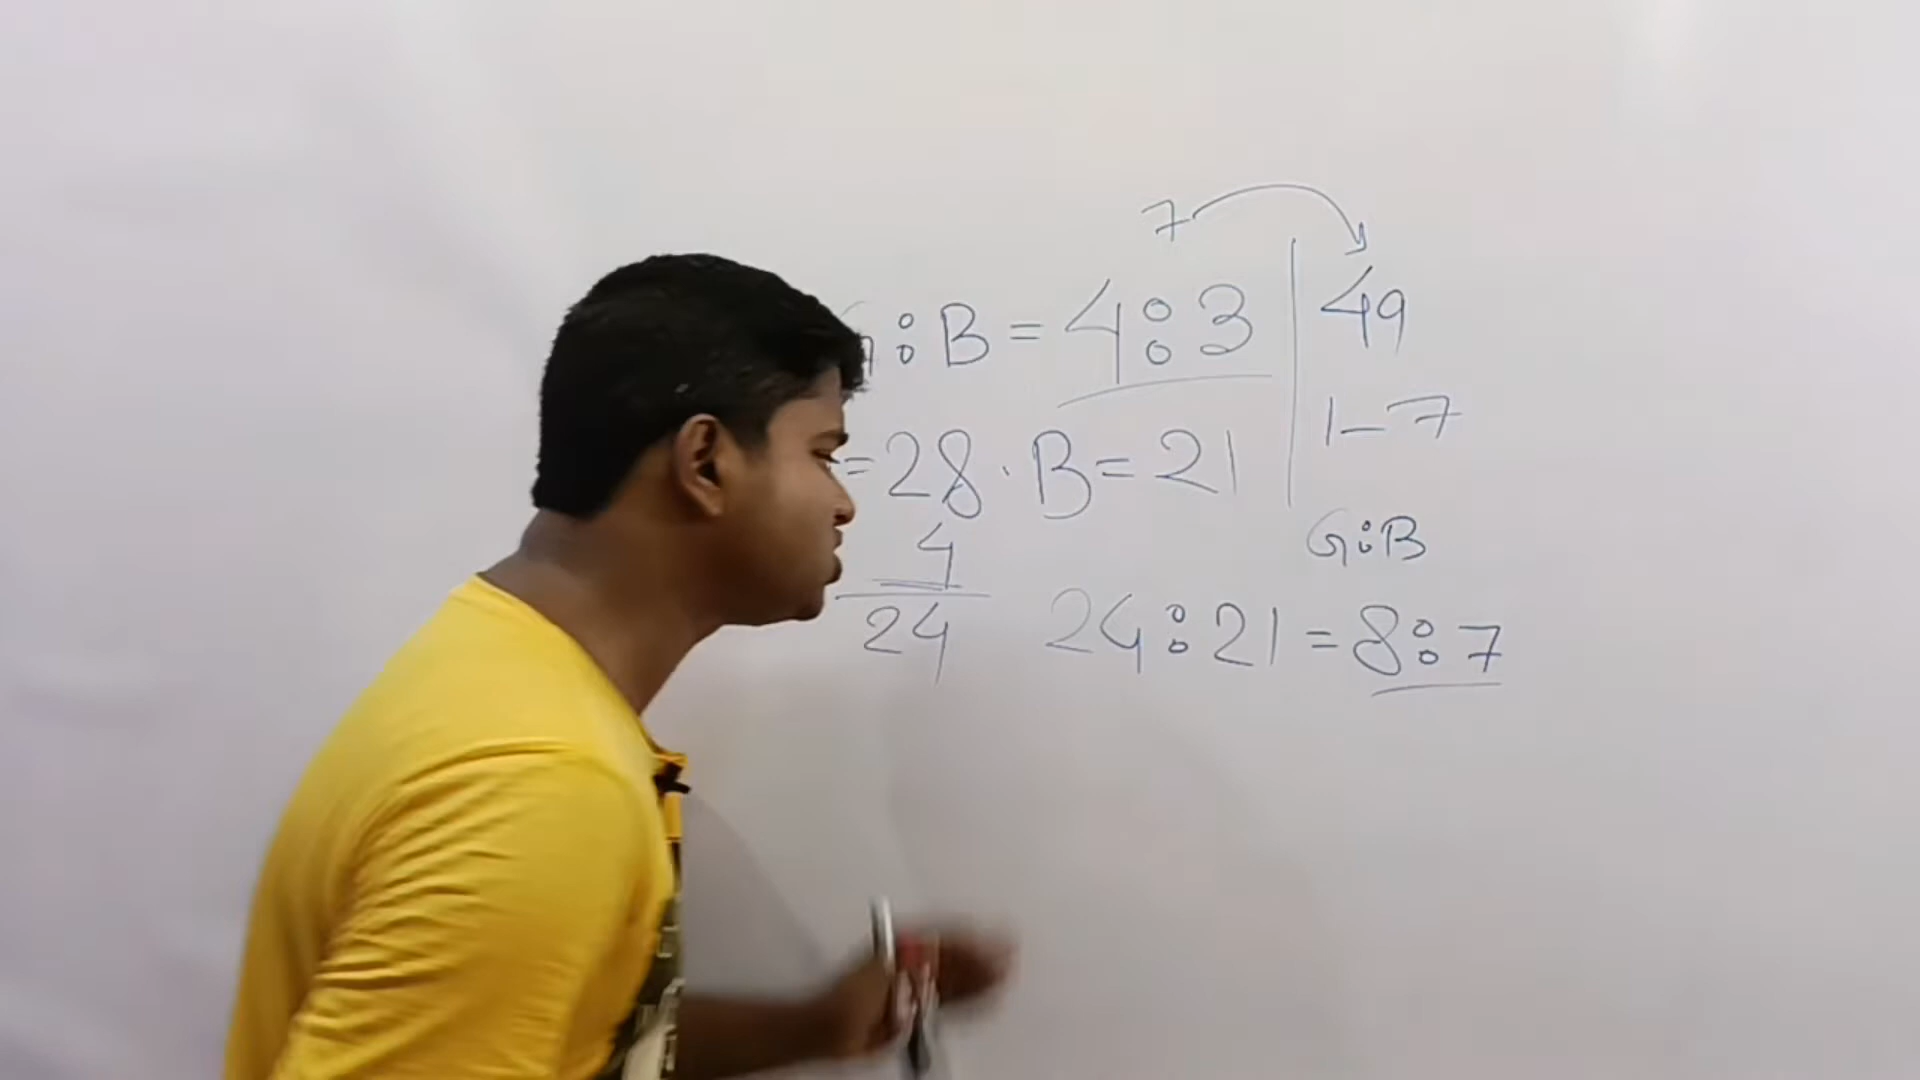 7
G:B = 4:3 | 49
1-7
=28. B=21
4
24
G:B
24:21 = 8:7